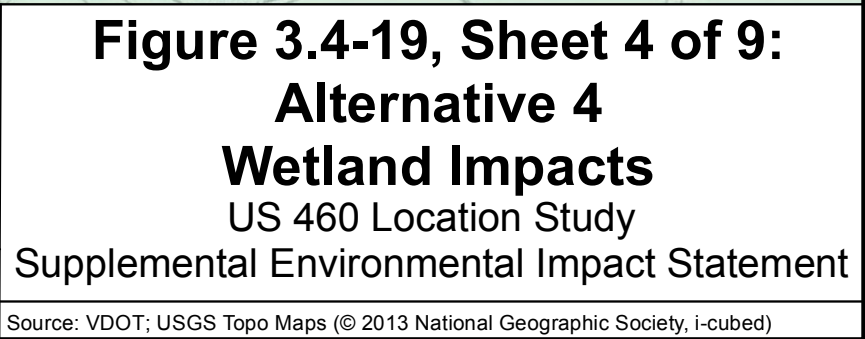 Figure 3.4-19, Sheet 4 of 9:
Alternative 4
Wetland Impacts
US 460 Location Study
Supplemental Environmental Impact Statement
Source: VDOT; USGS Topo Maps (© 2013 National Geographic Society, i-cubed)